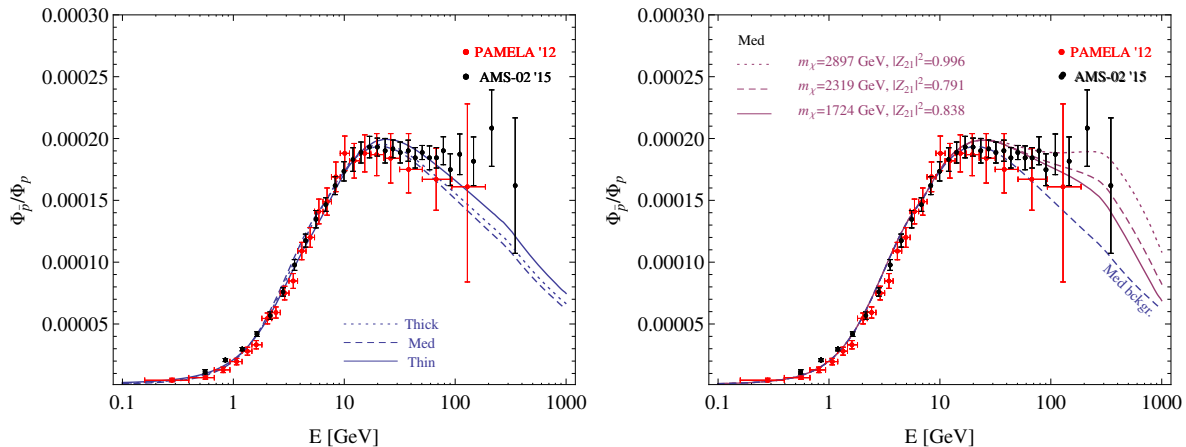 0.00030
0.00025
0.00020
0.00015
0.00010
0.00005
Φp̄/Φp
PAMELA '12
AMS-02 '15
Thick
Med
Thin
0.1 1 10 100 1000
E [GeV]
0.00030
0.00025
0.00020
0.00015
0.00010
0.00005
Φp̄/Φp
Med
mχ=2897 GeV, |Z21|²=0.996
mχ=2319 GeV, |Z21|²=0.791
mχ=1724 GeV, |Z21|²=0.838
PAMELA '12
AMS-02 '15
Med bckgr.
0.1 1 10 100 1000
E [GeV]